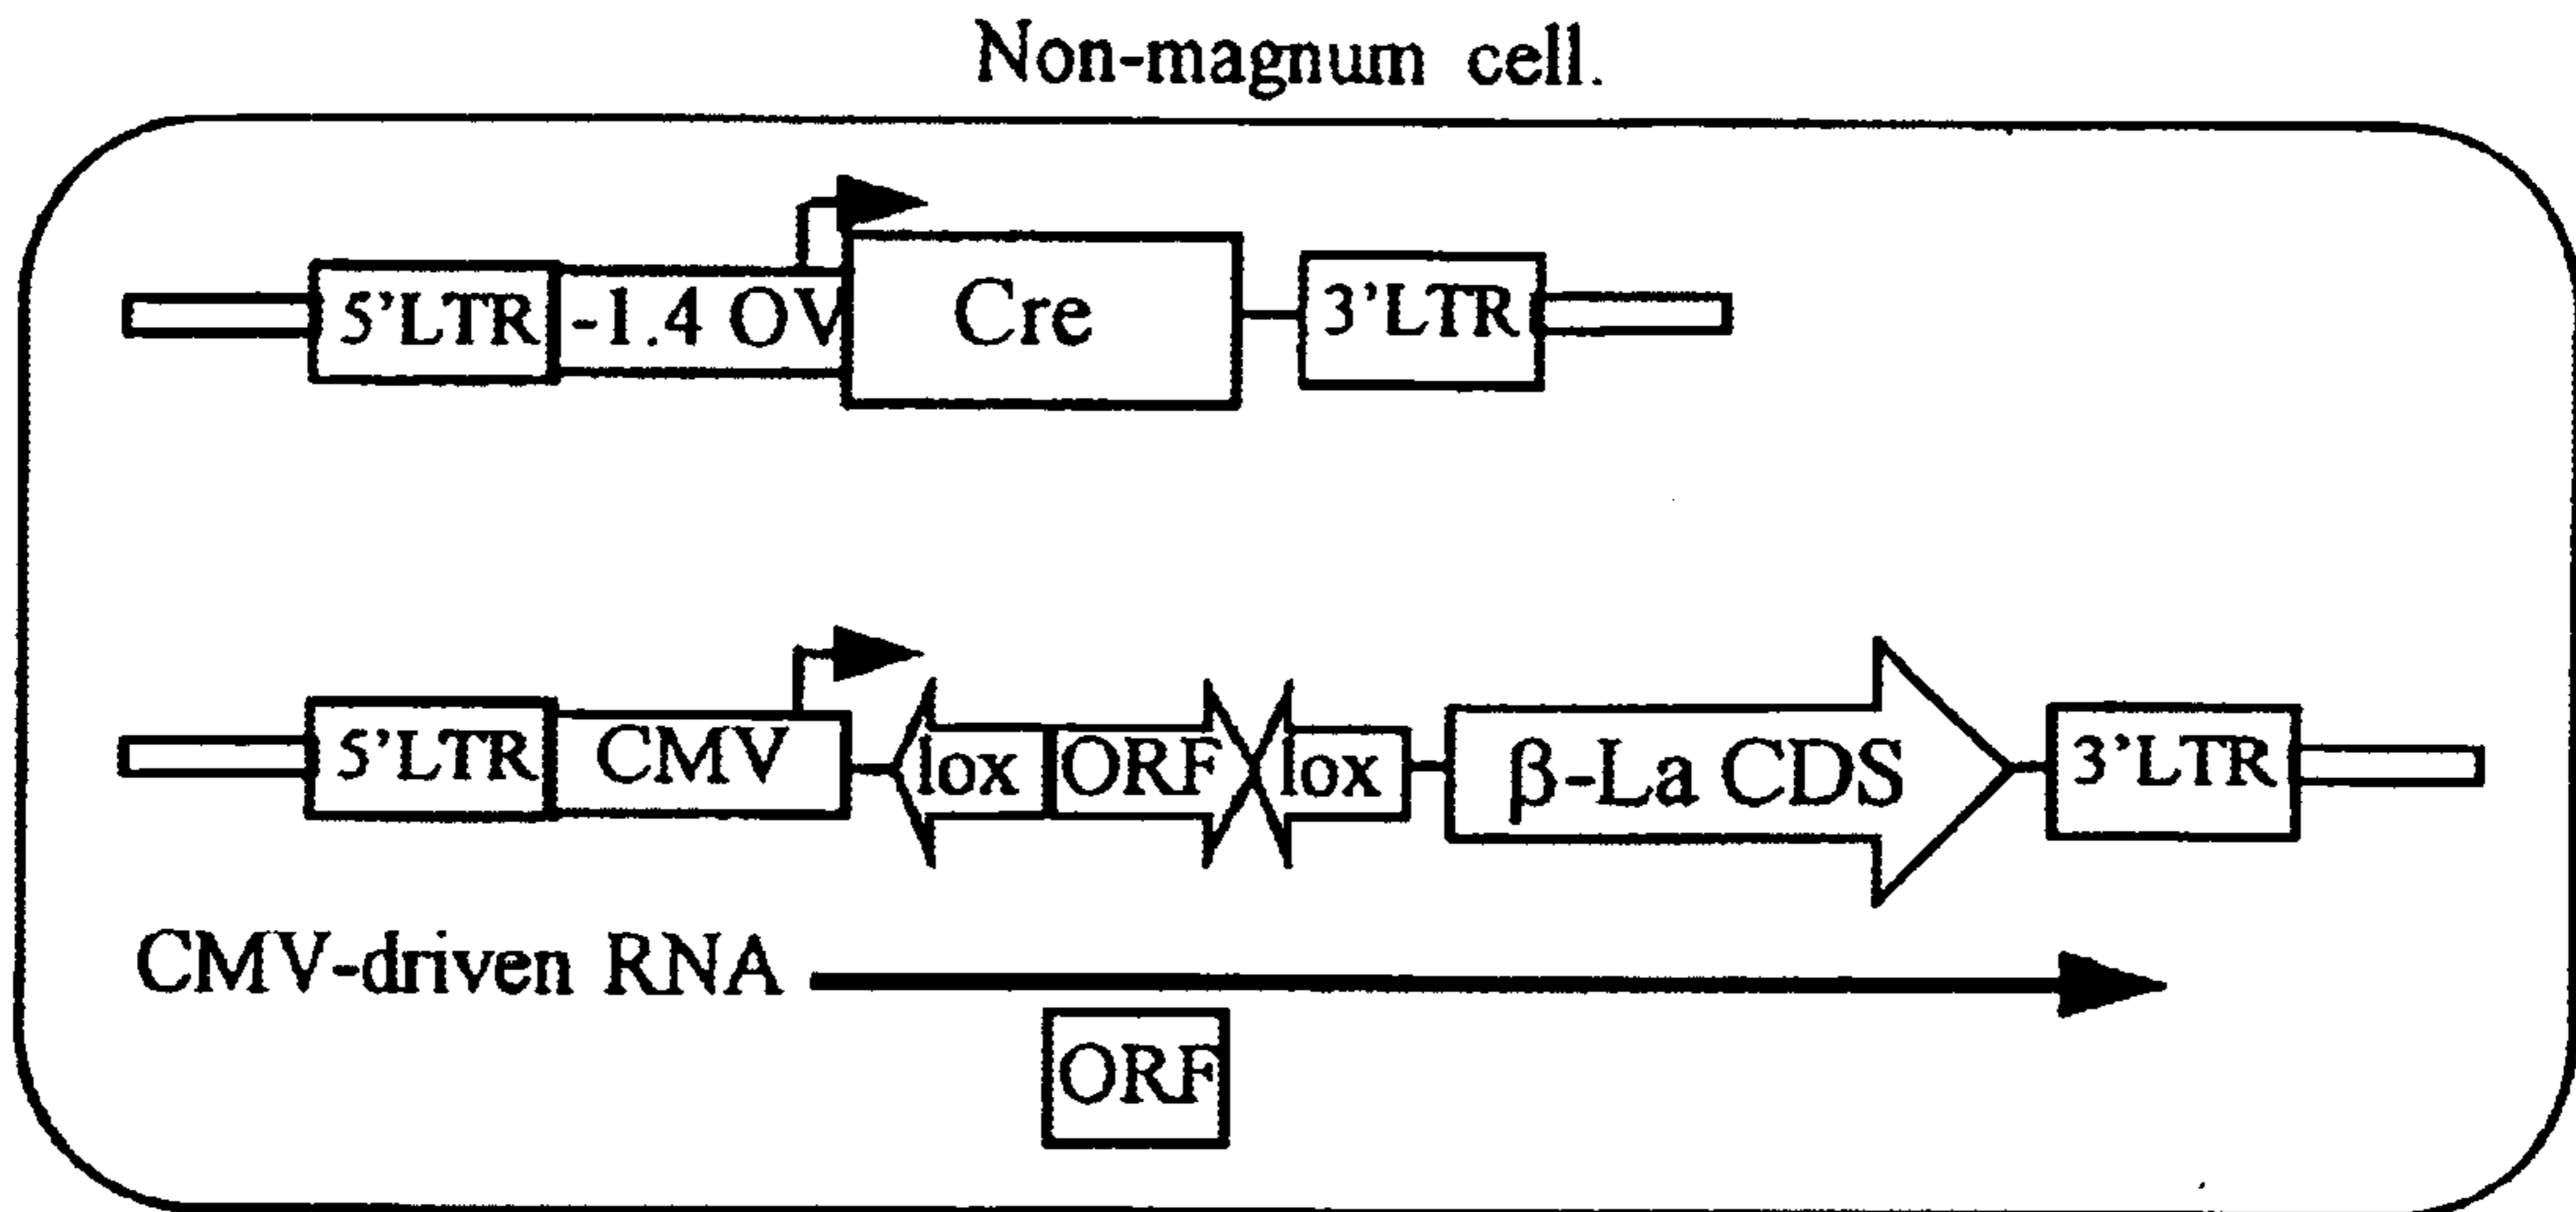 Non-magnum cell.
5'LTR -1.4 OV Cre 3'LTR
5'LTR CMV lox ORF lox β-La CDS 3'LTR
CMV-driven RNA
ORF